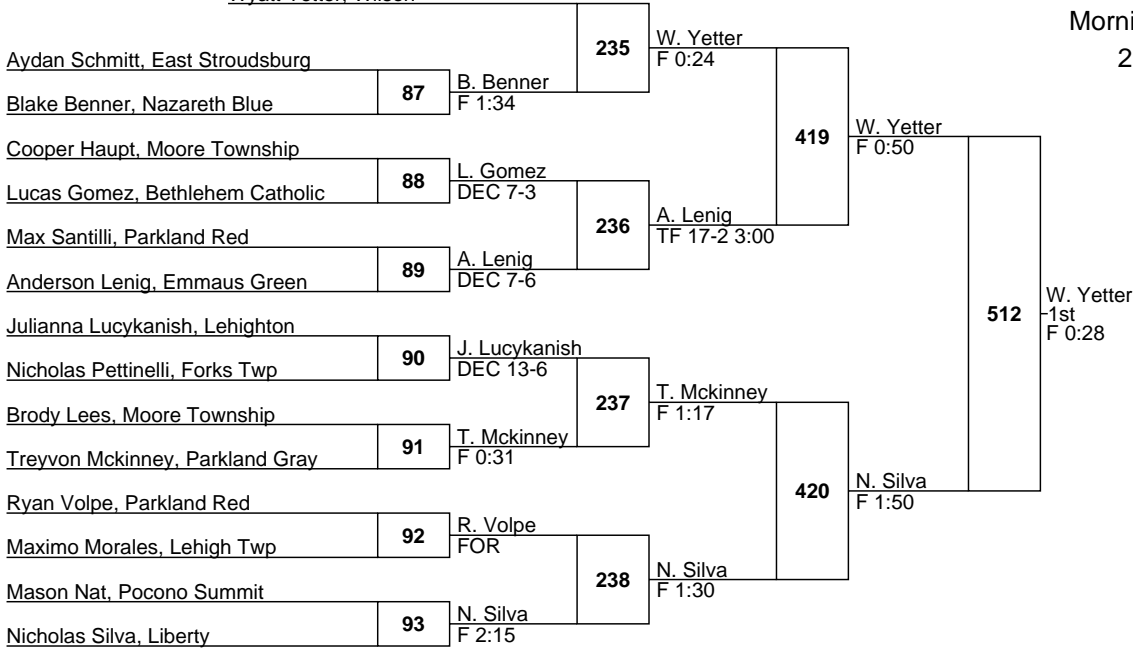 235
W. Yetter
F 0:24
Morni
2
Aydan Schmitt, East Stroudsburg
87
B. Benner
F 1:34
Blake Benner, Nazareth Blue
419
W. Yetter
F 0:50
Cooper Haupt, Moore Township
88
L. Gomez
DEC 7-3
Lucas Gomez, Bethlehem Catholic
236
A. Lenig
TF 17-2 3:00
Max Santilli, Parkland Red
89
A. Lenig
DEC 7-6
Anderson Lenig, Emmaus Green
512
W. Yetter
1st
F 0:28
Julianna Lucykanish, Lehighton
90
J. Lucykanish
DEC 13-6
Nicholas Pettinelli, Forks Twp
237
T. Mckinney
F 1:17
Brody Lees, Moore Township
91
T. Mckinney
F 0:31
Treyvon Mckinney, Parkland Gray
420
N. Silva
F 1:50
Ryan Volpe, Parkland Red
92
R. Volpe
FOR
Maximo Morales, Lehigh Twp
238
N. Silva
F 1:30
Mason Nat, Pocono Summit
93
N. Silva
F 2:15
Nicholas Silva, Liberty